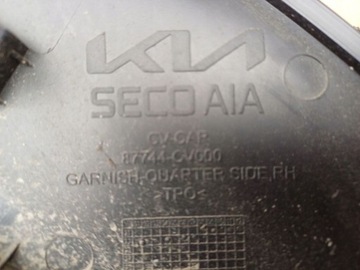 KIA
SECO AIA
CV CAR
87744-CV000
GARNISH,QUARTER SIDE,RH
>TPO<